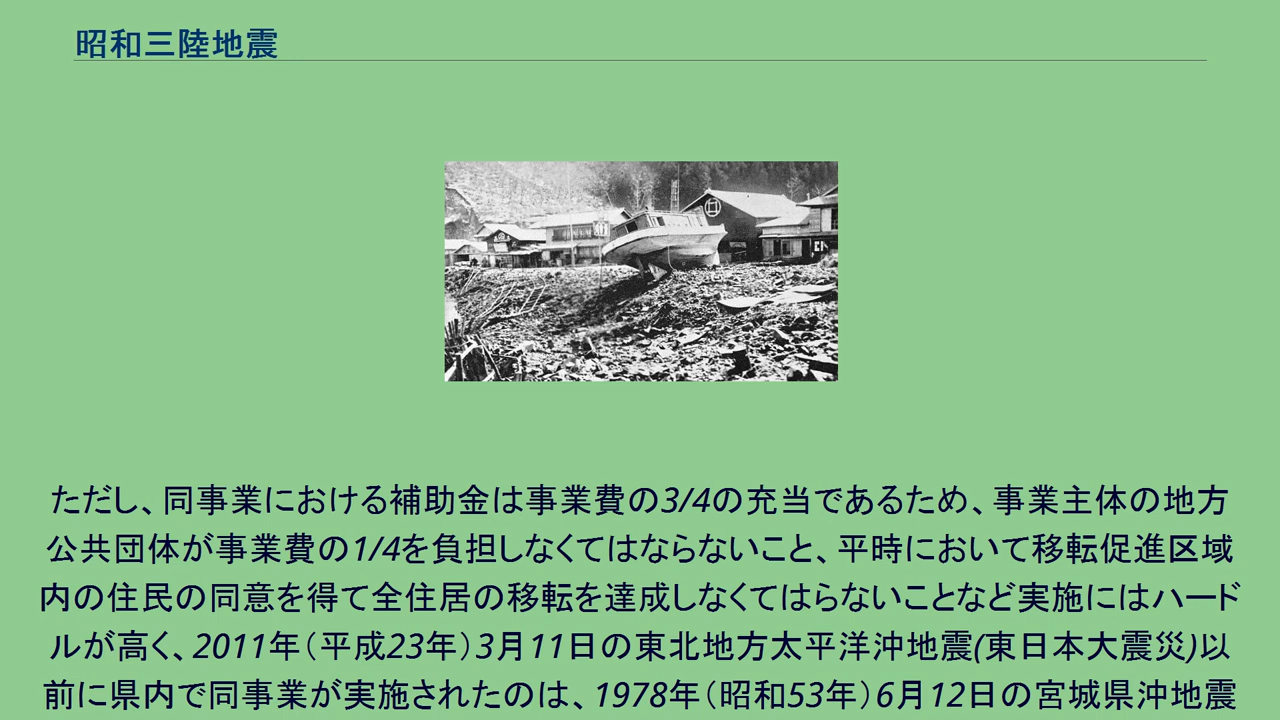 昭和三陸地震
ただし、同事業における補助金は事業費の3/4の充当であるため、事業主体の地方
公共団体が事業費の1/4を負担しなくてはならないこと、平時において移転促進区域
内の住民の同意を得て全住居の移転を達成しなくてはらないことなど実施にはハード
ルが高く、2011年（平成23年）3月11日の東北地方太平洋沖地震(東日本大震災)以
前に県内で同事業が実施されたのは、1978年（昭和53年）6月12日の宮城県沖地震